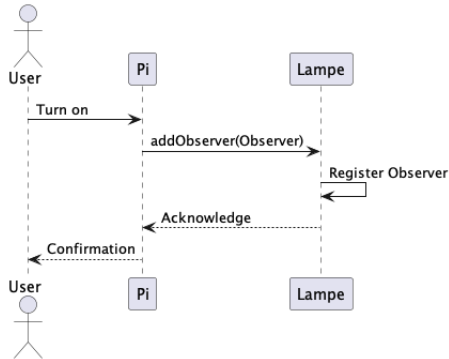 User
Pi
Lampe
Turn on
addObserver(Observer)
Register Observer
Acknowledge
Confirmation
User
Pi
Lampe